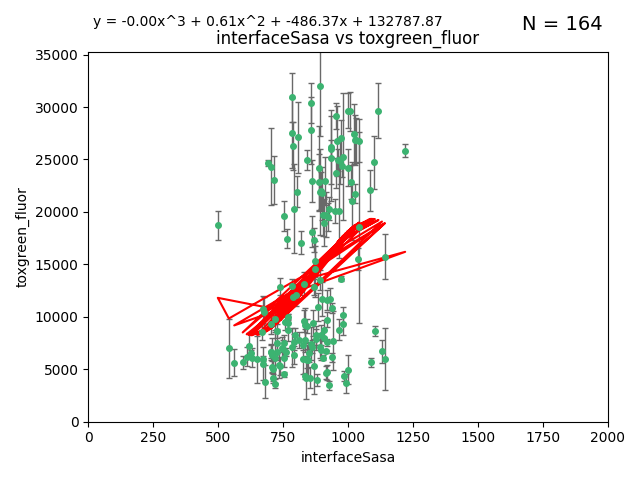 y = -0.00x^3 + 0.61x^2 + -486.37x + 132787.87
N = 164
interfaceSasa vs toxgreen_fluor
35000
30000
25000
20000
15000
10000
5000
0
toxgreen_fluor
0 250 500 750 1000 1250 1500 1750 2000
interfaceSasa